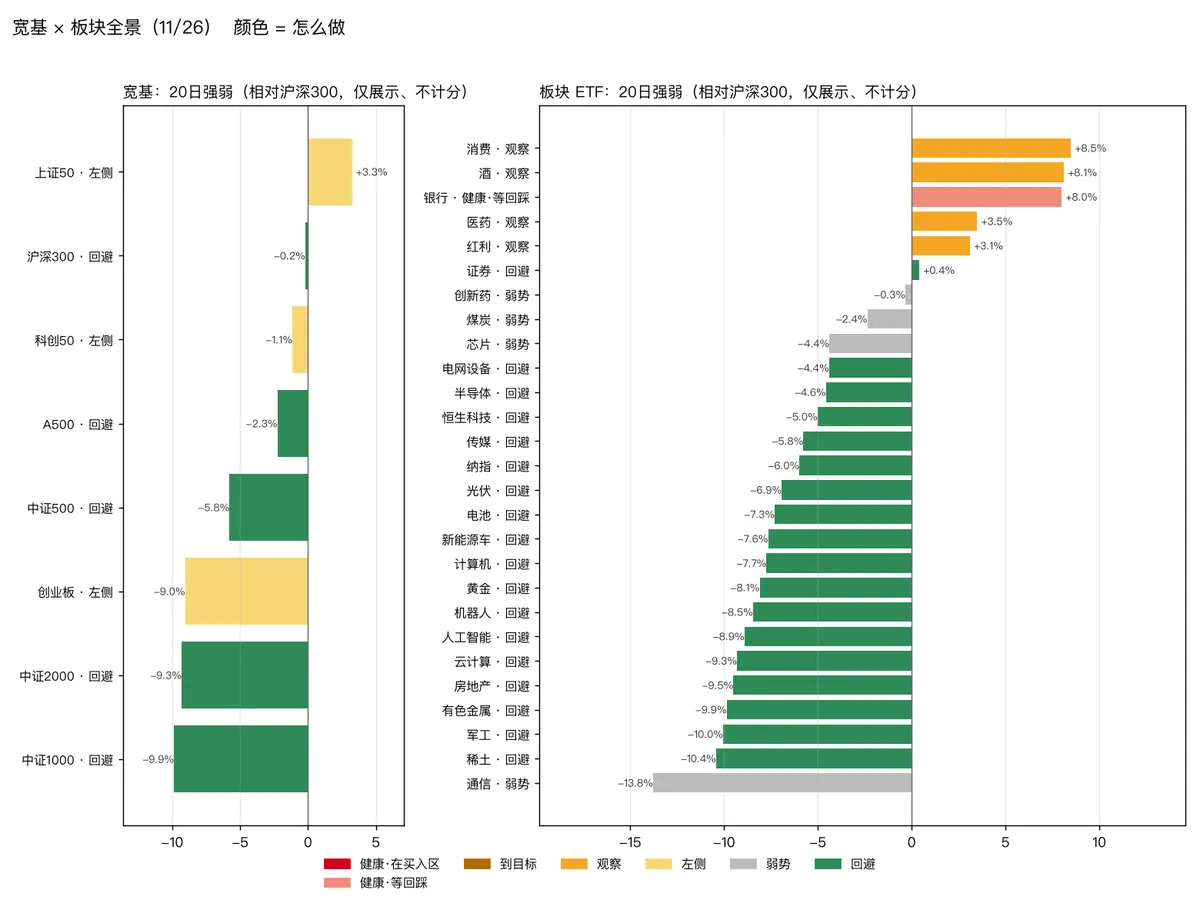 宽基 × 板块全景（11/26） 颜色 = 怎么做
宽基：20日强弱（相对沪深300，仅展示、不计分）
上证50 · 左侧
+3.3%
沪深300 · 回避
−0.2%
科创50 · 左侧
−1.1%
A500 · 回避
−2.3%
中证500 · 回避
−5.8%
创业板 · 左侧
−9.0%
中证2000 · 回避
−9.3%
中证1000 · 回避
−9.9%
−10 −5 0 5
板块 ETF：20日强弱（相对沪深300，仅展示、不计分）
消费 · 观察
+8.5%
酒 · 观察
+8.1%
银行 · 健康·等回踩
+8.0%
医药 · 观察
+3.5%
红利 · 观察
+3.1%
证券 · 回避
+0.4%
创新药 · 弱势
−0.3%
煤炭 · 弱势
−2.4%
芯片 · 弱势
−4.4%
电网设备 · 回避
−4.4%
半导体 · 回避
−4.6%
恒生科技 · 回避
−5.0%
传媒 · 回避
−5.8%
纳指 · 回避
−6.0%
光伏 · 回避
−6.9%
电池 · 回避
−7.3%
新能源车 · 回避
−7.6%
计算机 · 回避
−7.7%
黄金 · 回避
−8.1%
机器人 · 回避
−8.5%
人工智能 · 回避
−8.9%
云计算 · 回避
−9.3%
房地产 · 回避
−9.5%
有色金属 · 回避
−9.9%
军工 · 回避
−10.0%
稀土 · 回避
−10.4%
通信 · 弱势
−13.8%
−15 −10 −5 0 5 10
健康·在买入区 到目标 观察 左侧 弱势 回避
健康·等回踩